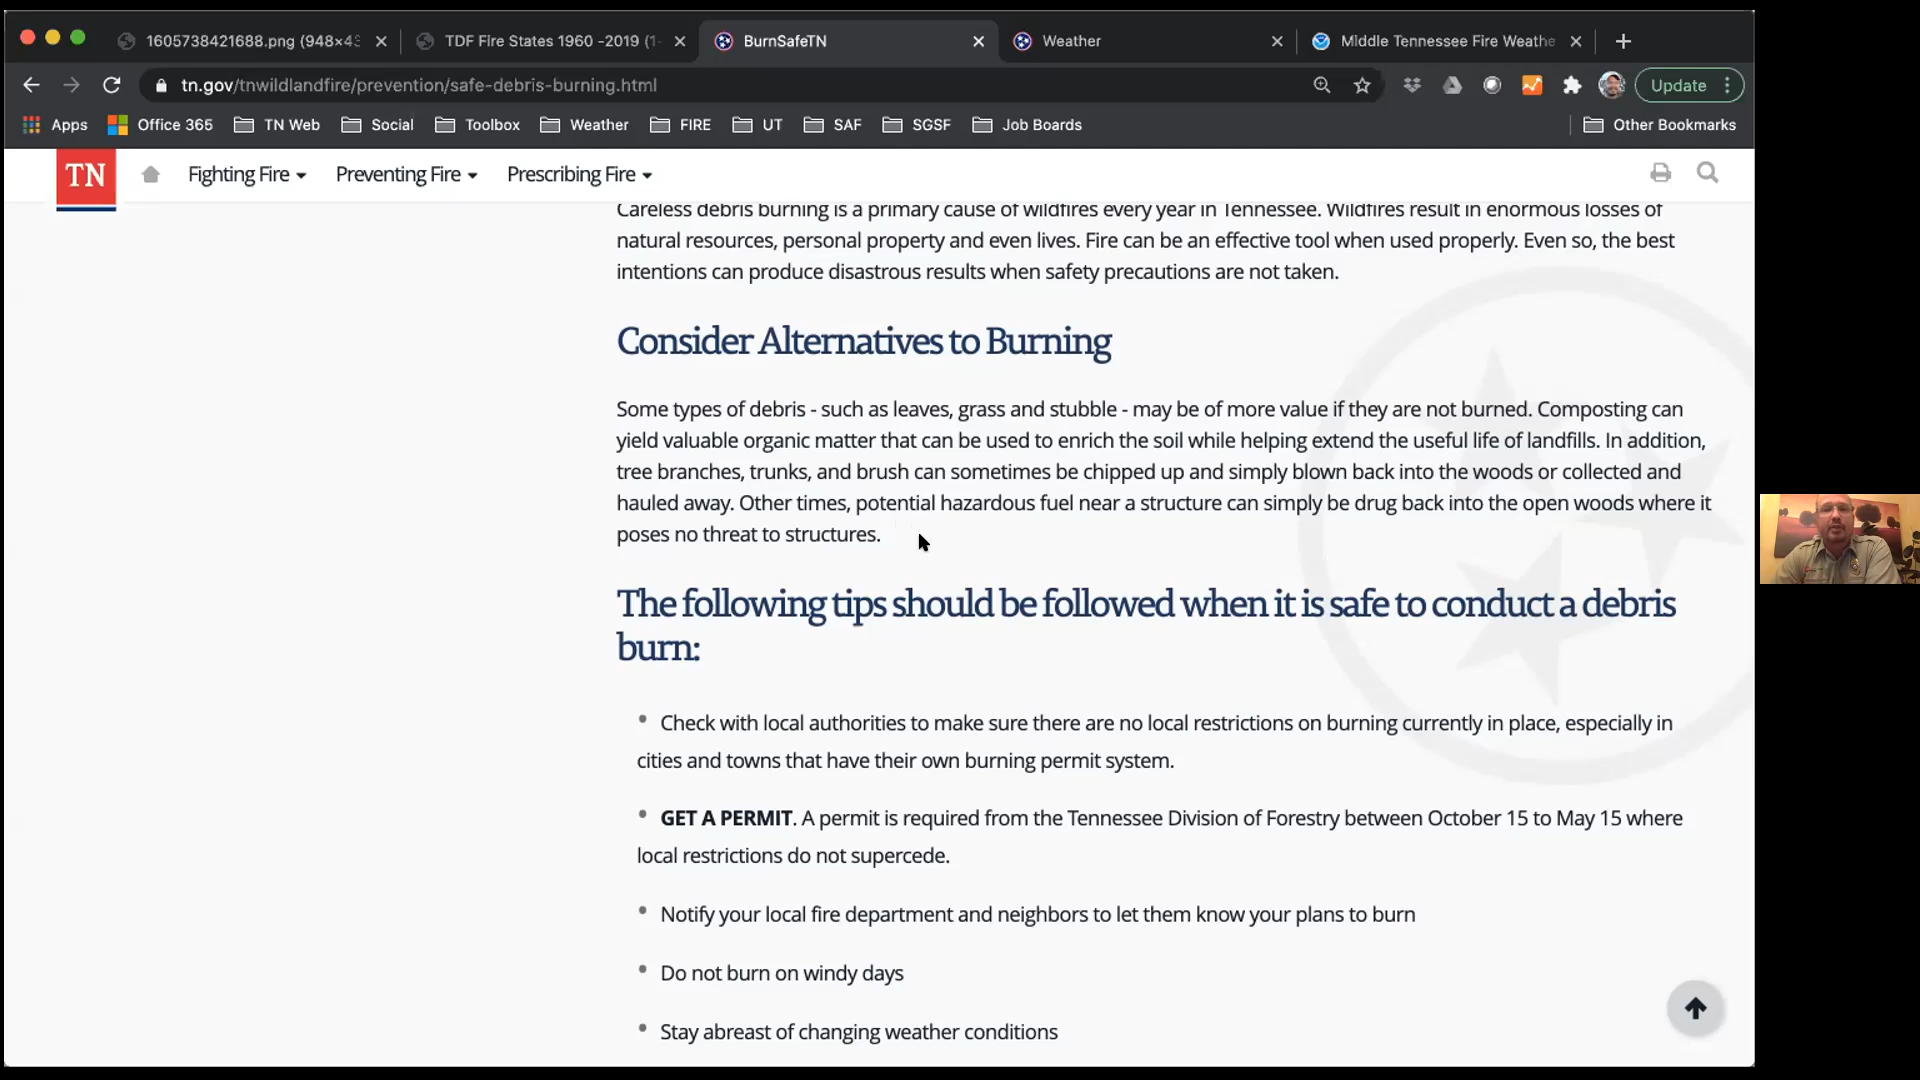 1605738421688.png (948×43
TDF Fire States 1960 -2019 (1-
BurnSafeTN
Weather
Middle Tennessee Fire Weathe
tn.gov/tnwildlandfire/prevention/safe-debris-burning.html
Update
Apps
Office 365
TN Web
Social
Toolbox
Weather
FIRE
UT
SAF
SGSF
Job Boards
Other Bookmarks
TN
Fighting Fire
Preventing Fire
Prescribing Fire
Careless debris burning is a primary cause of wildfires every year in Tennessee. Wildfires result in enormous losses of
natural resources, personal property and even lives. Fire can be an effective tool when used properly. Even so, the best
intentions can produce disastrous results when safety precautions are not taken.
Consider Alternatives to Burning
Some types of debris - such as leaves, grass and stubble - may be of more value if they are not burned. Composting can
yield valuable organic matter that can be used to enrich the soil while helping extend the useful life of landfills. In addition,
tree branches, trunks, and brush can sometimes be chipped up and simply blown back into the woods or collected and
hauled away. Other times, potential hazardous fuel near a structure can simply be drug back into the open woods where it
poses no threat to structures.
The following tips should be followed when it is safe to conduct a debris
burn:
• Check with local authorities to make sure there are no local restrictions on burning currently in place, especially in
cities and towns that have their own burning permit system.
• GET A PERMIT. A permit is required from the Tennessee Division of Forestry between October 15 to May 15 where
local restrictions do not supercede.
• Notify your local fire department and neighbors to let them know your plans to burn
• Do not burn on windy days
• Stay abreast of changing weather conditions